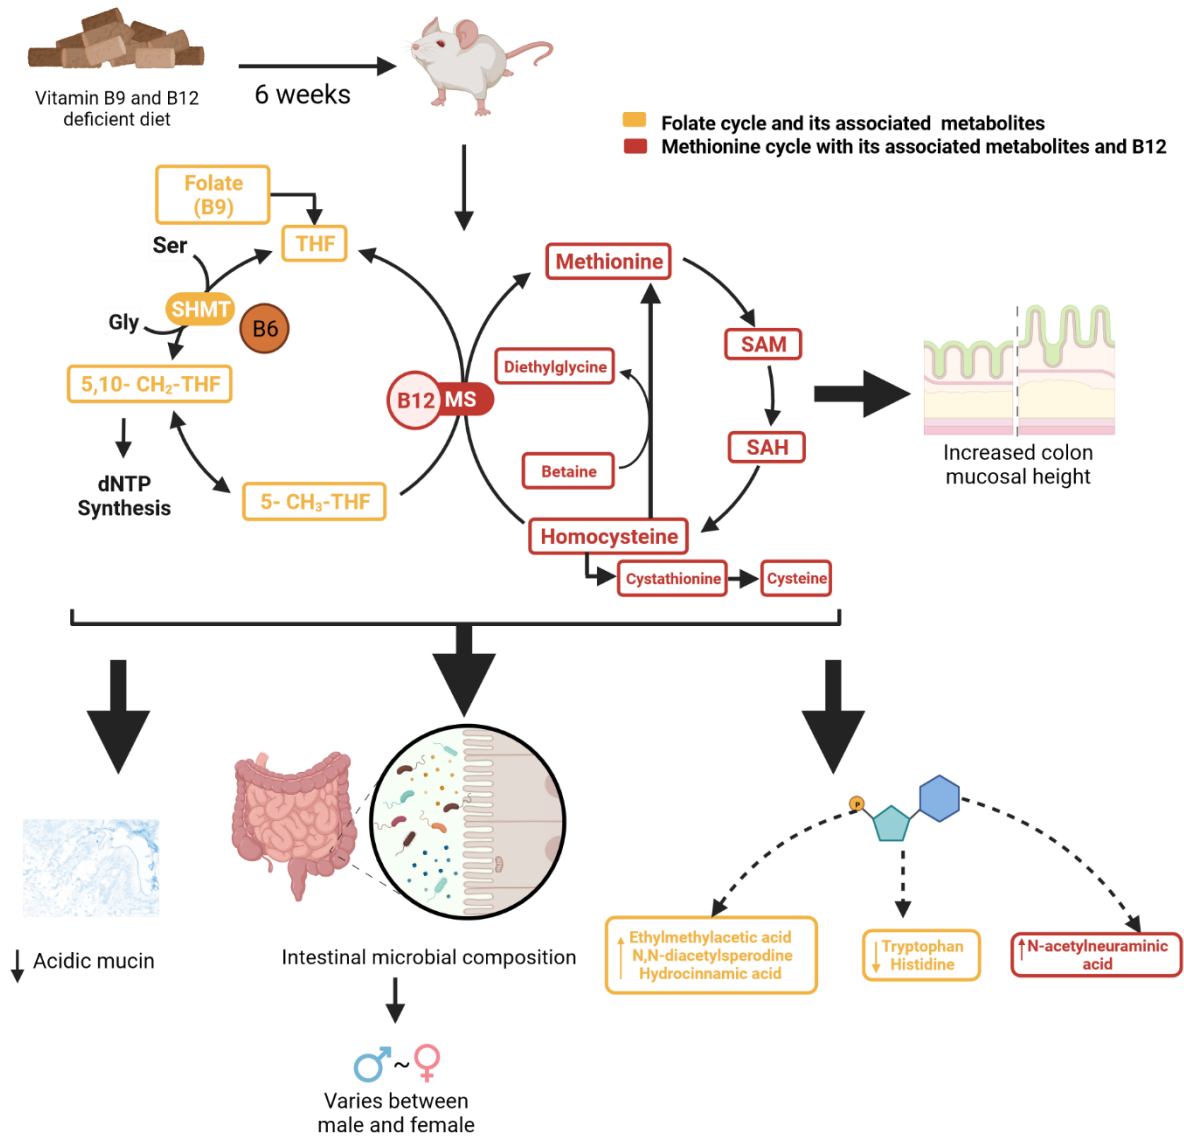 Vitamin B9 and B12
deficient diet
6 weeks
Folate cycle and its associated metabolites
Methionine cycle with its associated metabolites and B12
Folate
(B9)
THF
Ser
SHMT
Gly
B6
5,10- CH₂-THF
dNTP
Synthesis
5- CH₃-THF
B12
MS
Methionine
SAM
Diethylglycine
SAH
Betaine
Homocysteine
Cystathionine
Cysteine
Increased colon
mucosal height
P
Acidic mucin
Intestinal microbial composition
Varies between
male and female
Ethylmethylacetic acid
N,N-diacetylsperodine
Hydrocinnamic acid
Tryptophan
Histidine
N-acetylneuraminic
acid